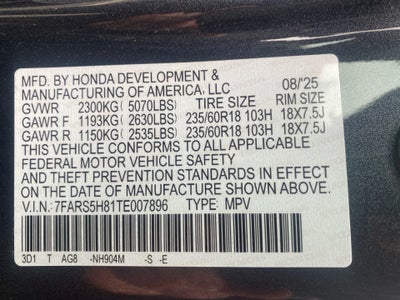 MFD. BY HONDA DEVELOPMENT &
MANUFACTURING OF AMERICA, LLC 08/'25
GVWR 2300KG( 5070LBS) TIRE SIZE RIM SIZE
GAWR F 1193KG( 2630LBS) 235/60R18 103H 18X7.5J
GAWR R 1150KG( 2535LBS) 235/60R18 103H 18X7.5J
THIS VEHICLE CONFORMS TO ALL APPLICABLE
FEDERAL MOTOR VEHICLE SAFETY
AND THEFT PREVENTION STANDARDS IN EFFECT
ON THE DATE OF MANUFACTURE SHOWN ABOVE.
V.I.N. 7FARS5H81TE007896 TYPE: MPV
3D1 T AG8 -NH904M -S -E